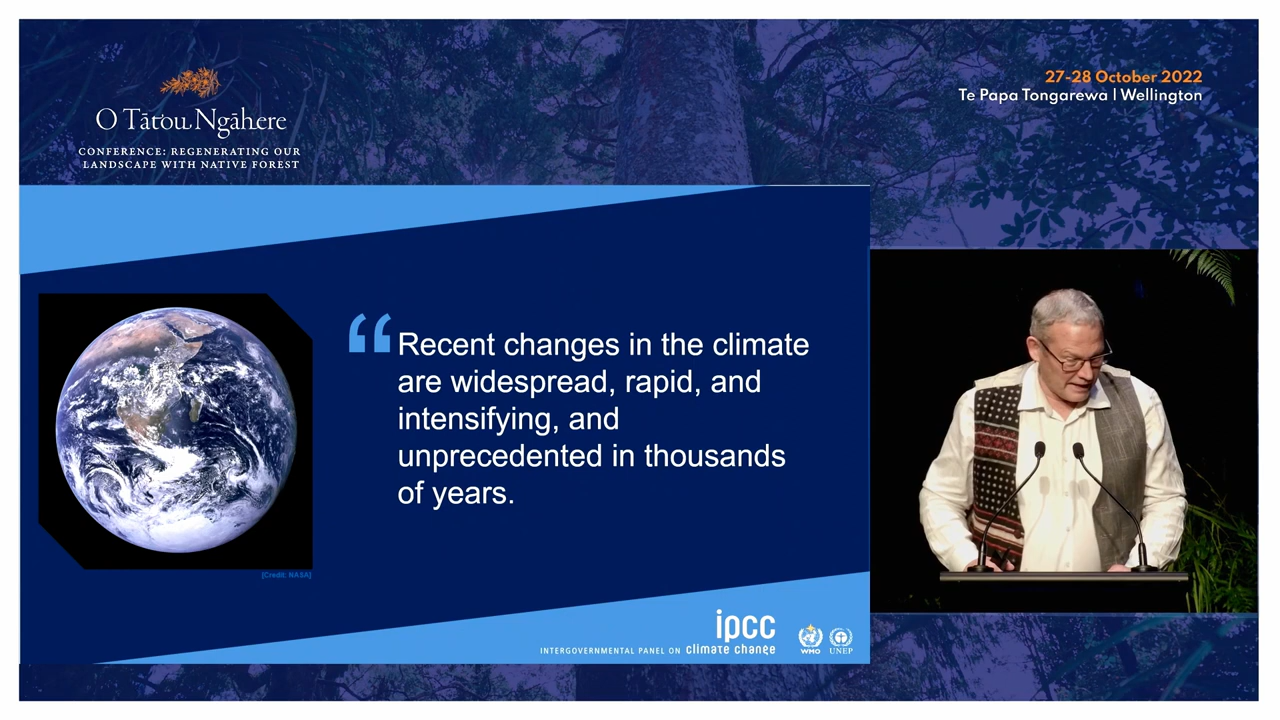 O Tātou Ngāhere
CONFERENCE: REGENERATING OUR
LANDSCAPE WITH NATIVE FOREST
27-28 October 2022
Te Papa Tongarewa | Wellington
“Recent changes in the climate
are widespread, rapid, and
intensifying, and
unprecedented in thousands
of years.
[Credit: NASA]
ipcc
INTERGOVERNMENTAL PANEL ON climate change
WMO
UNEP